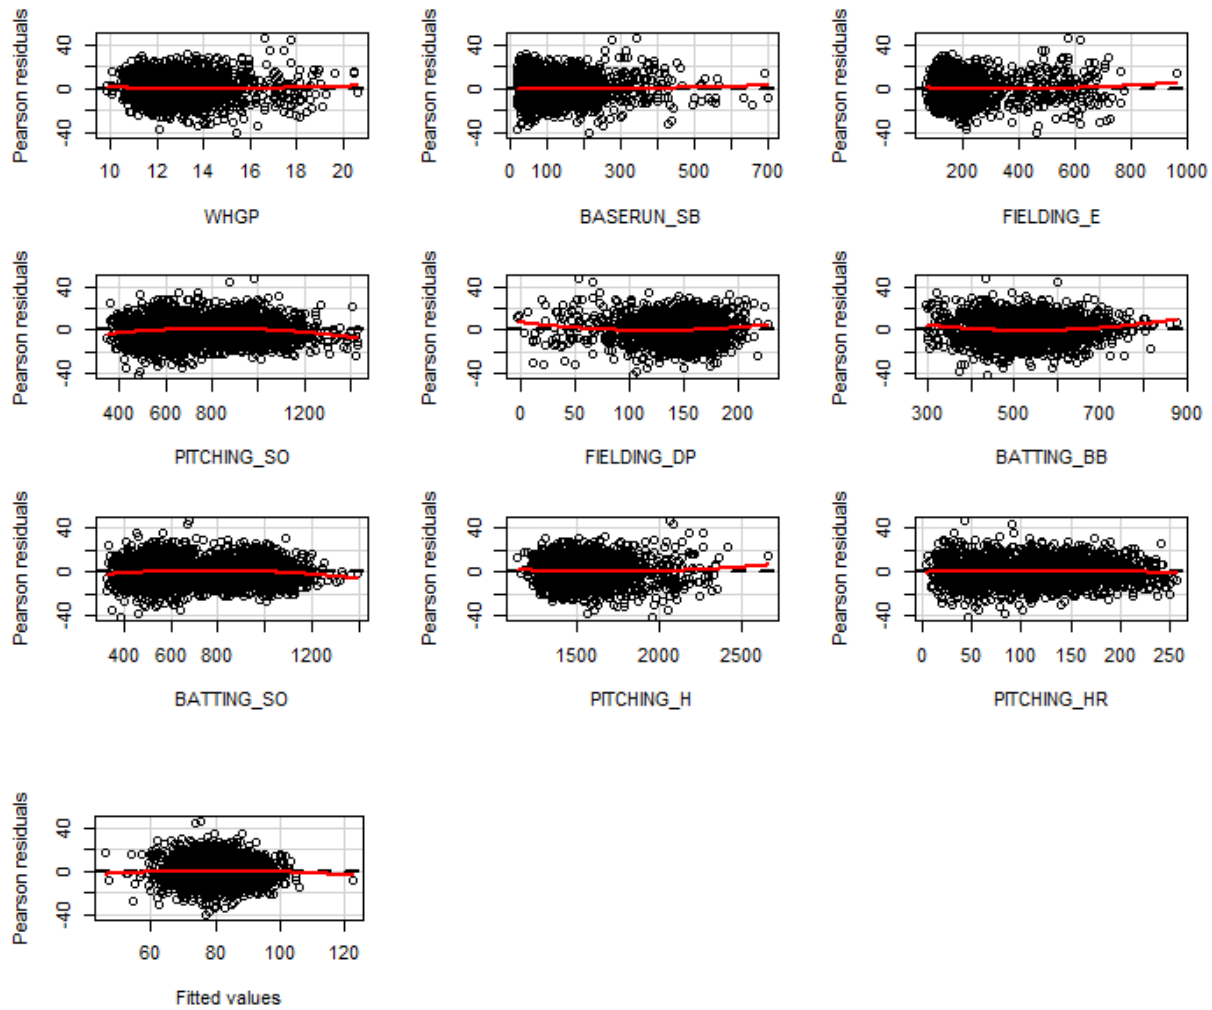 Pearson residuals
40
0
-40
10 12 14 16 18 20
WHGP
Pearson residuals
40
0
-40
0 100 300 500 700
BASERUN_SB
Pearson residuals
40
0
-40
200 400 600 800 1000
FIELDING_E
Pearson residuals
40
0
-40
400 600 800 1200
PITCHING_SO
Pearson residuals
40
0
-40
0 50 100 150 200
FIELDING_DP
Pearson residuals
40
0
-40
300 500 700 900
BATTING_BB
Pearson residuals
40
0
-40
400 600 800 1200
BATTING_SO
Pearson residuals
40
0
-40
1500 2000 2500
PITCHING_H
Pearson residuals
40
0
-40
0 50 100 150 200 250
PITCHING_HR
Pearson residuals
40
0
-40
60 80 100 120
Fitted values